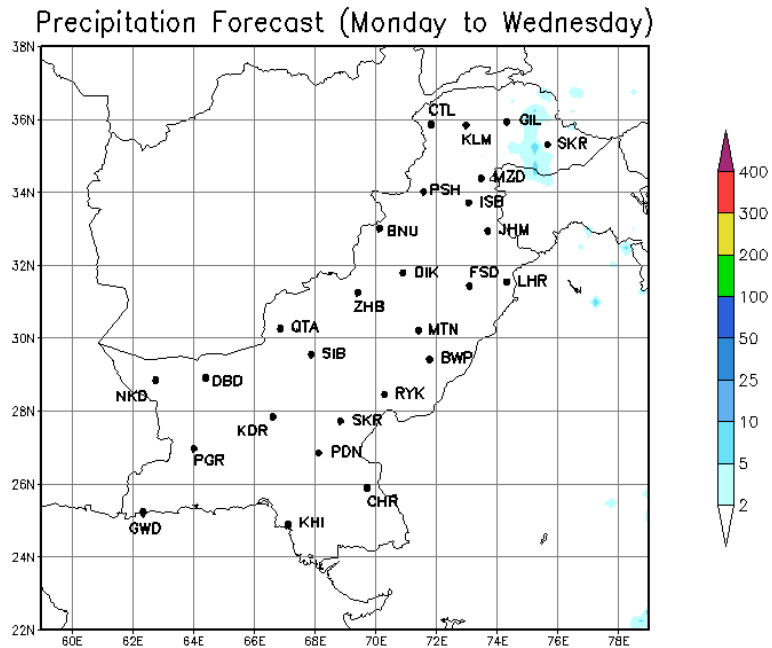 Precipitation Forecast (Monday to Wednesday)
38N
36N
34N
32N
30N
28N
26N
24N
22N
60E 62E 64E 66E 68E 70E 72E 74E 76E 78E
CTL
KLM
GIL
SKR
MZD
PSH
ISB
BNU
JHM
DIK
FSD
LHR
ZHB
QTA
MTN
SIB
BWP
NKD
DBD
RYK
KDR
SKR
PGR
PDN
CHR
GWD
KHI
400
300
200
100
50
25
10
5
2